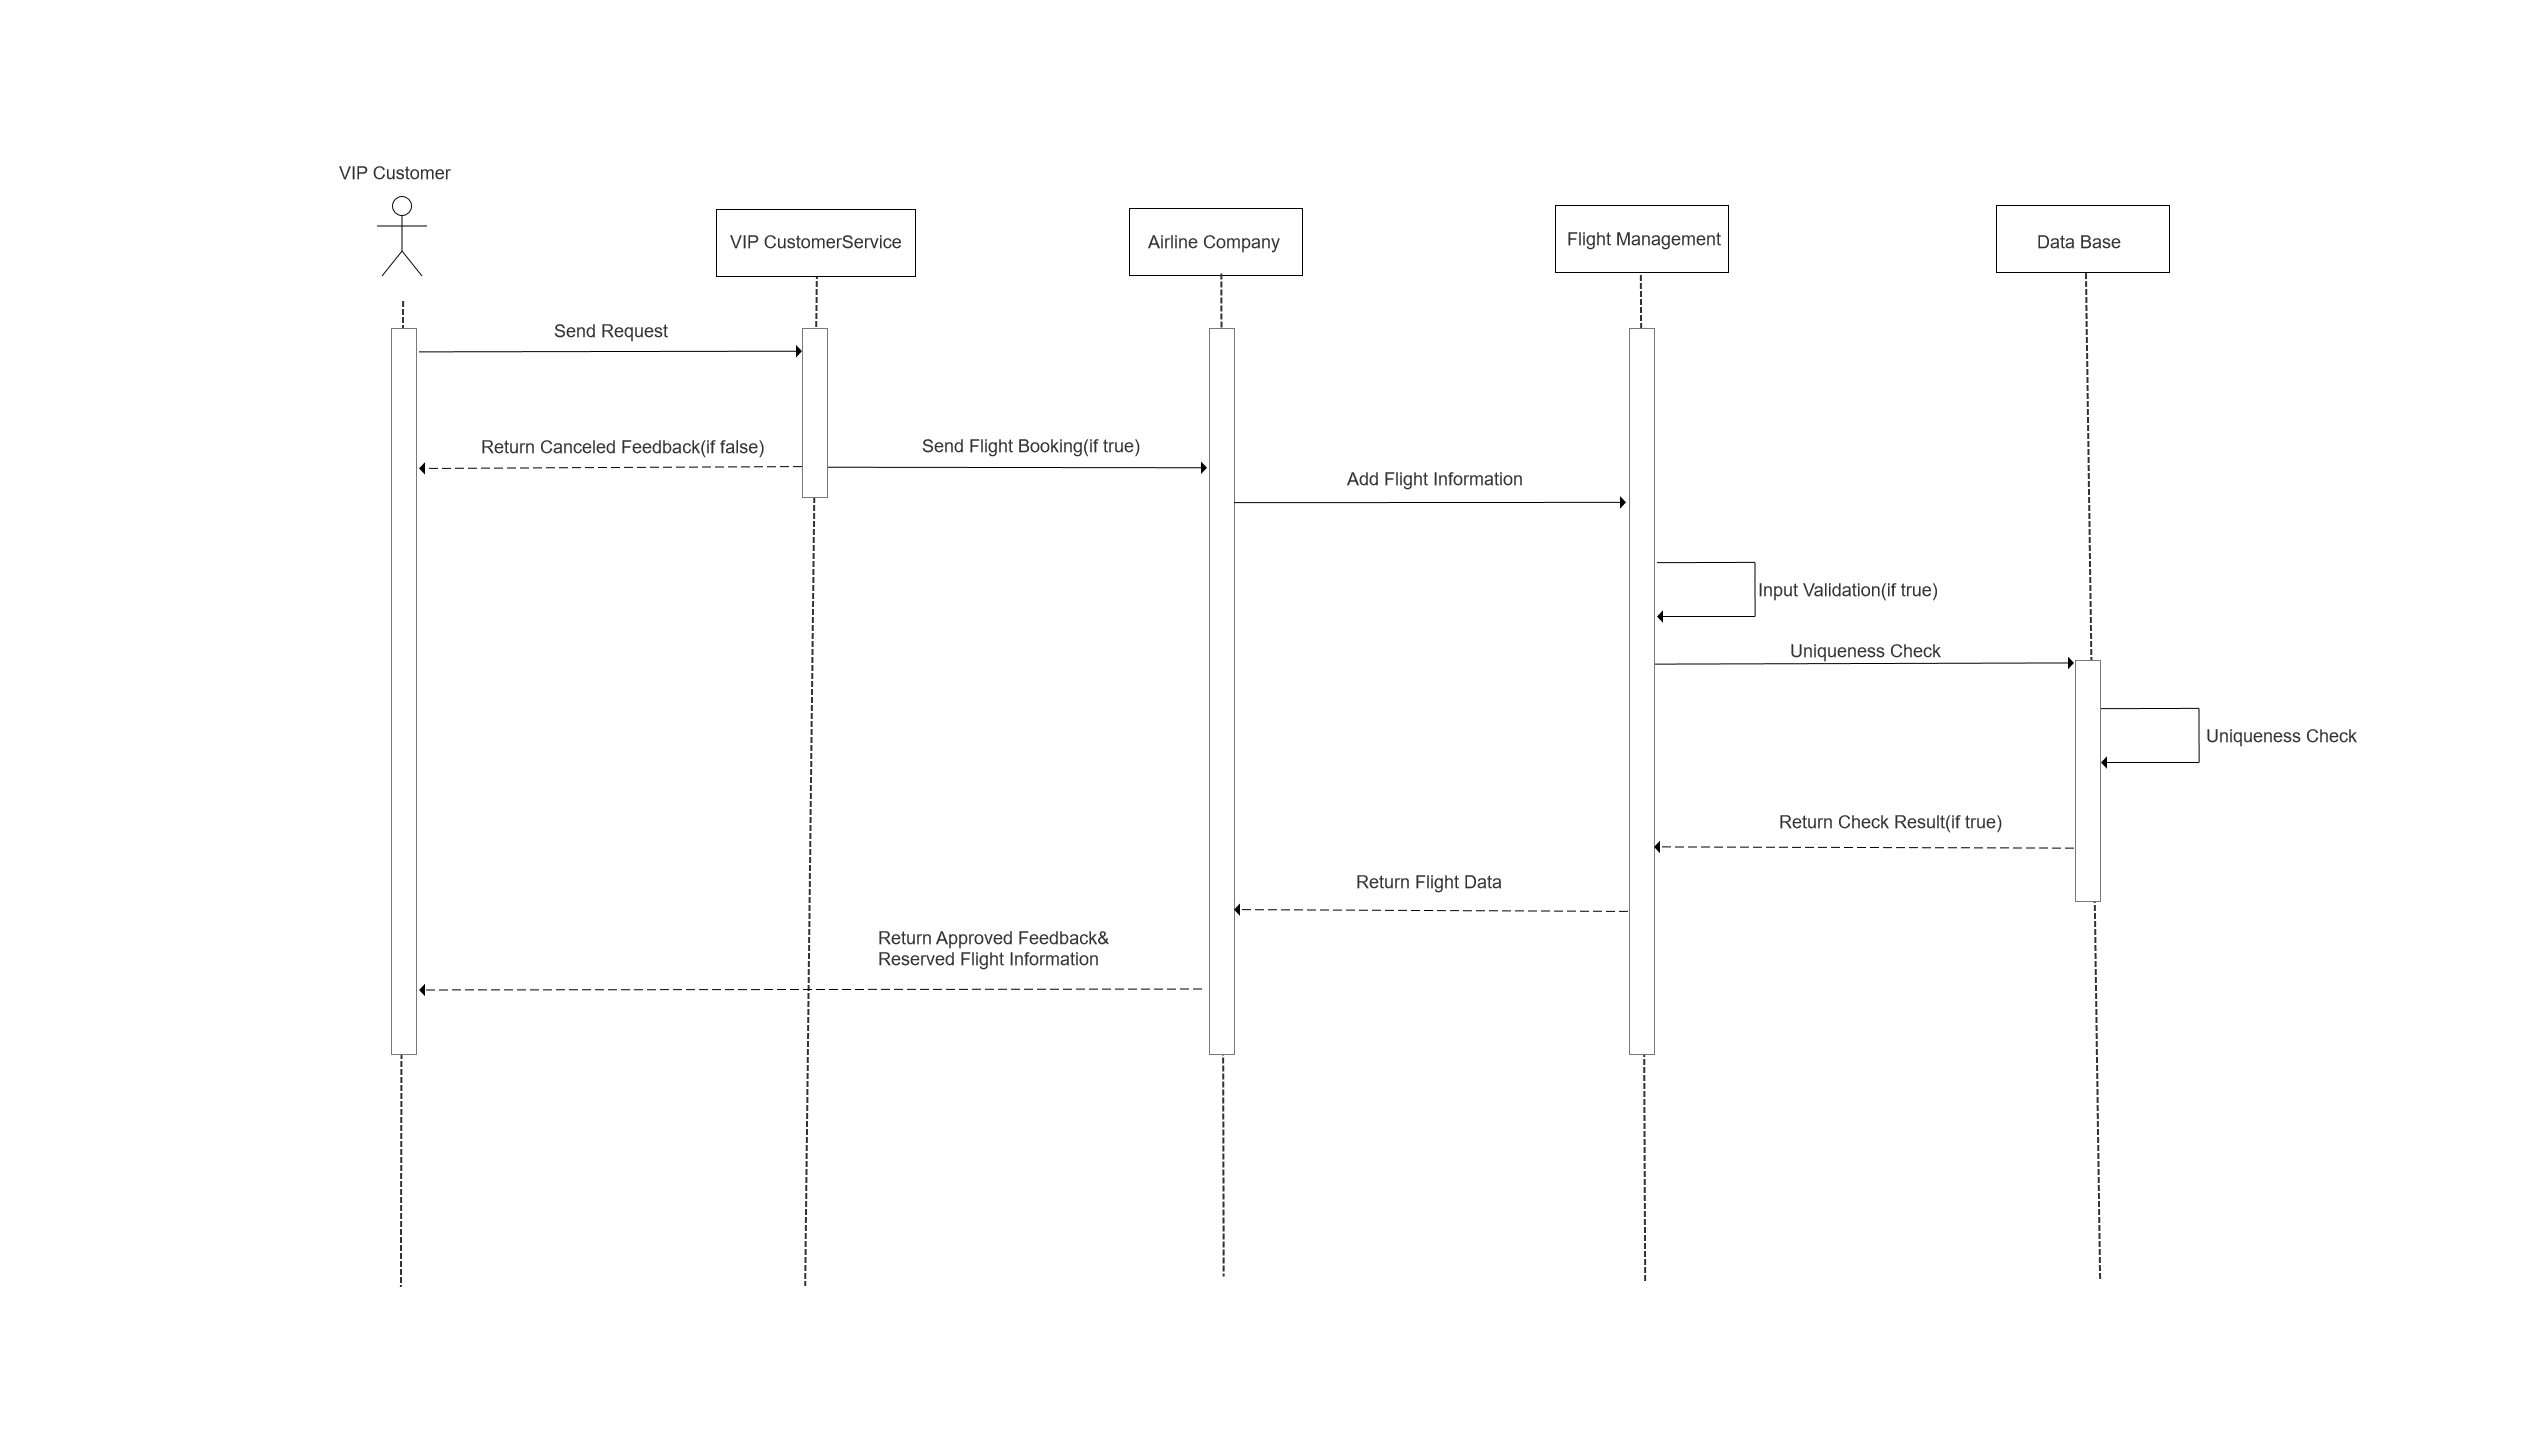 VIP Customer
VIP CustomerService
Airline Company
Flight Management
Data Base
Send Request
Return Canceled Feedback(if false)
Send Flight Booking(if true)
Add Flight Information
Input Validation(if true)
Uniqueness Check
Uniqueness Check
Return Check Result(if true)
Return Flight Data
Return Approved Feedback&
Reserved Flight Information